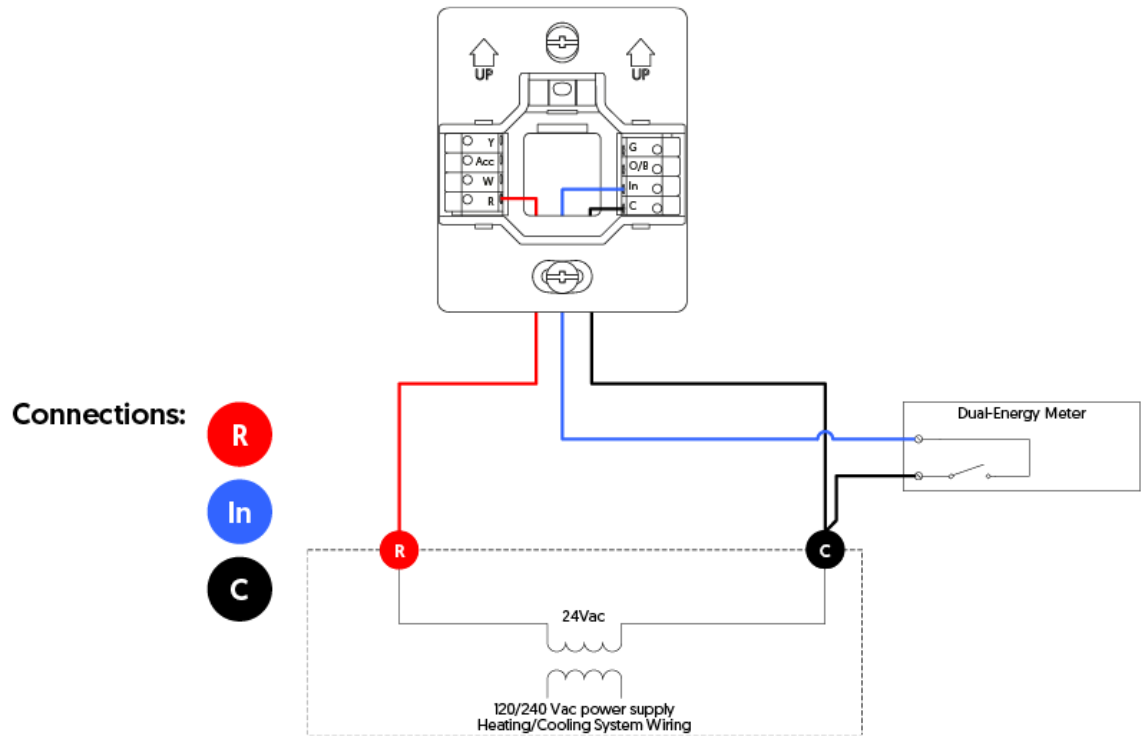 UP
UP
Y
Acc
W
R
G
O/B
In
C
Connections:
R
In
C
Dual-Energy Meter
R
C
24Vac
120/240 Vac power supply
Heating/Cooling System Wiring